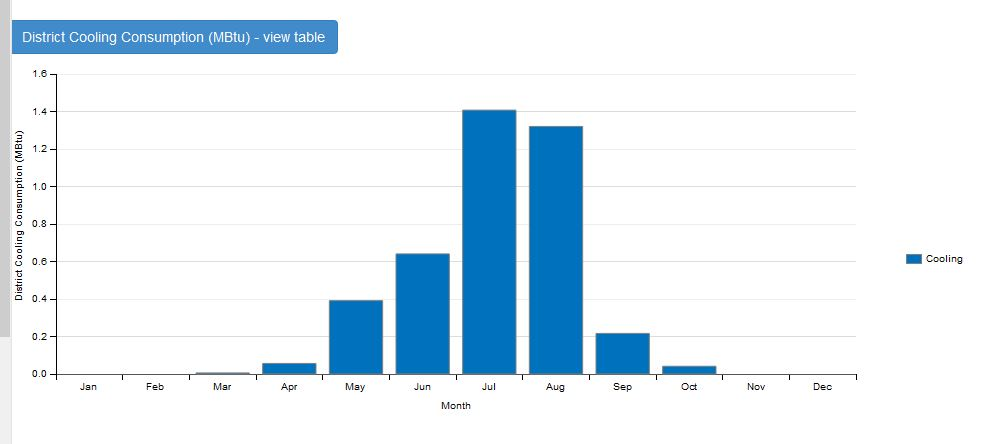 District Cooling Consumption (MBtu) - view table
1.6
1.4
1.2
1.0
0.8
0.6
0.4
0.2
0.0
District Cooling Consumption (MBtu)
Jan Feb Mar Apr May Jun Jul Aug Sep Oct Nov Dec
Month
Cooling